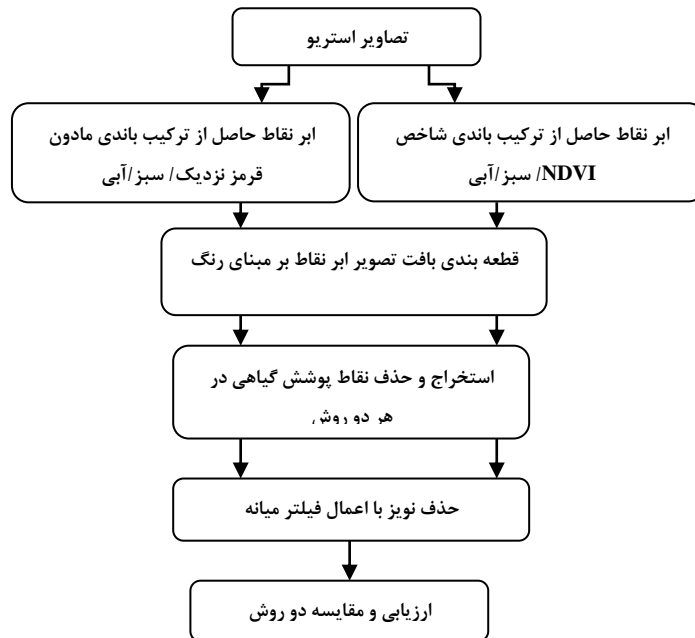 تصاویر استریو
ابر نقاط حاصل از ترکیب باندی شاخص
NDVI/ سبز/آبی
ابر نقاط حاصل از ترکیب باندی مادون
قرمز نزدیک/ سبز/آبی
قطعه بندی بافت تصویر ابر نقاط بر مبنای رنگ
استخراج و حذف نقاط پوشش گیاهی در
هر دو روش
حذف نویز با اعمال فیلتر میانه
ارزیابی و مقایسه دو روش